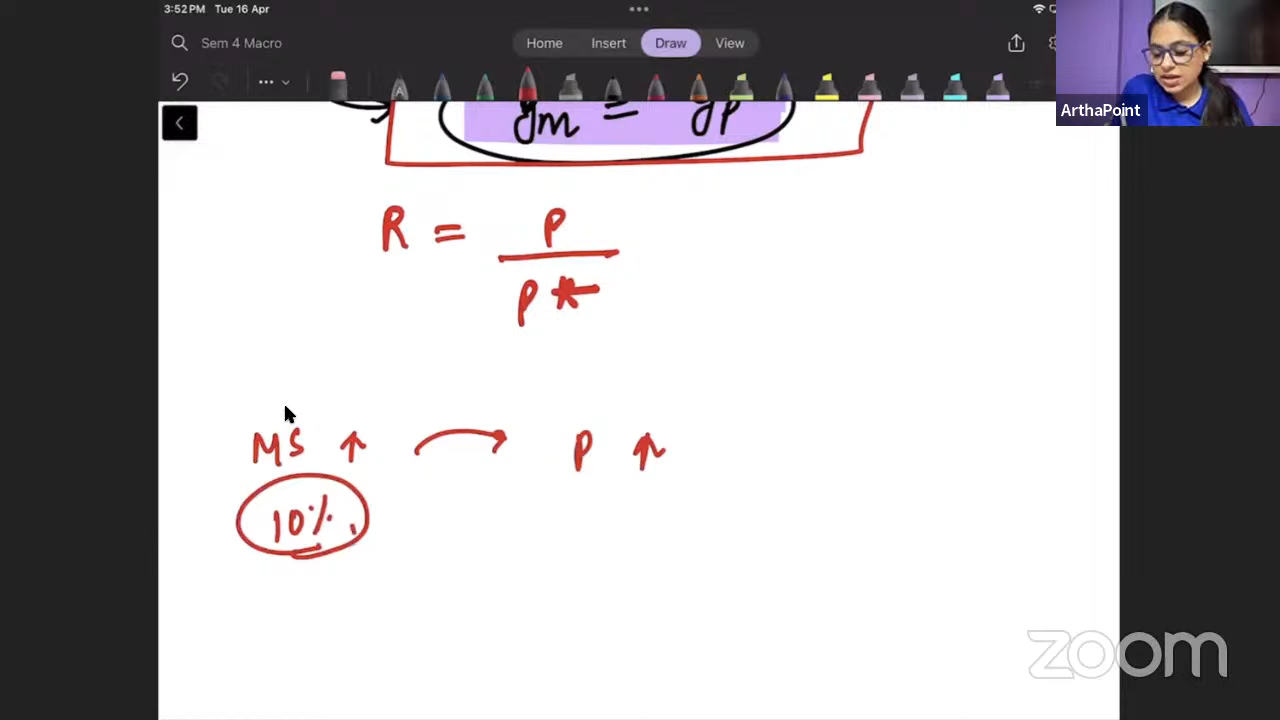 3:52 PM Tue 16 Apr
Sem 4 Macro
Home Insert Draw View
A
ArthaPoint
gm = gp
R = P
P*
MS ↑ → P ↑
10%
zoom